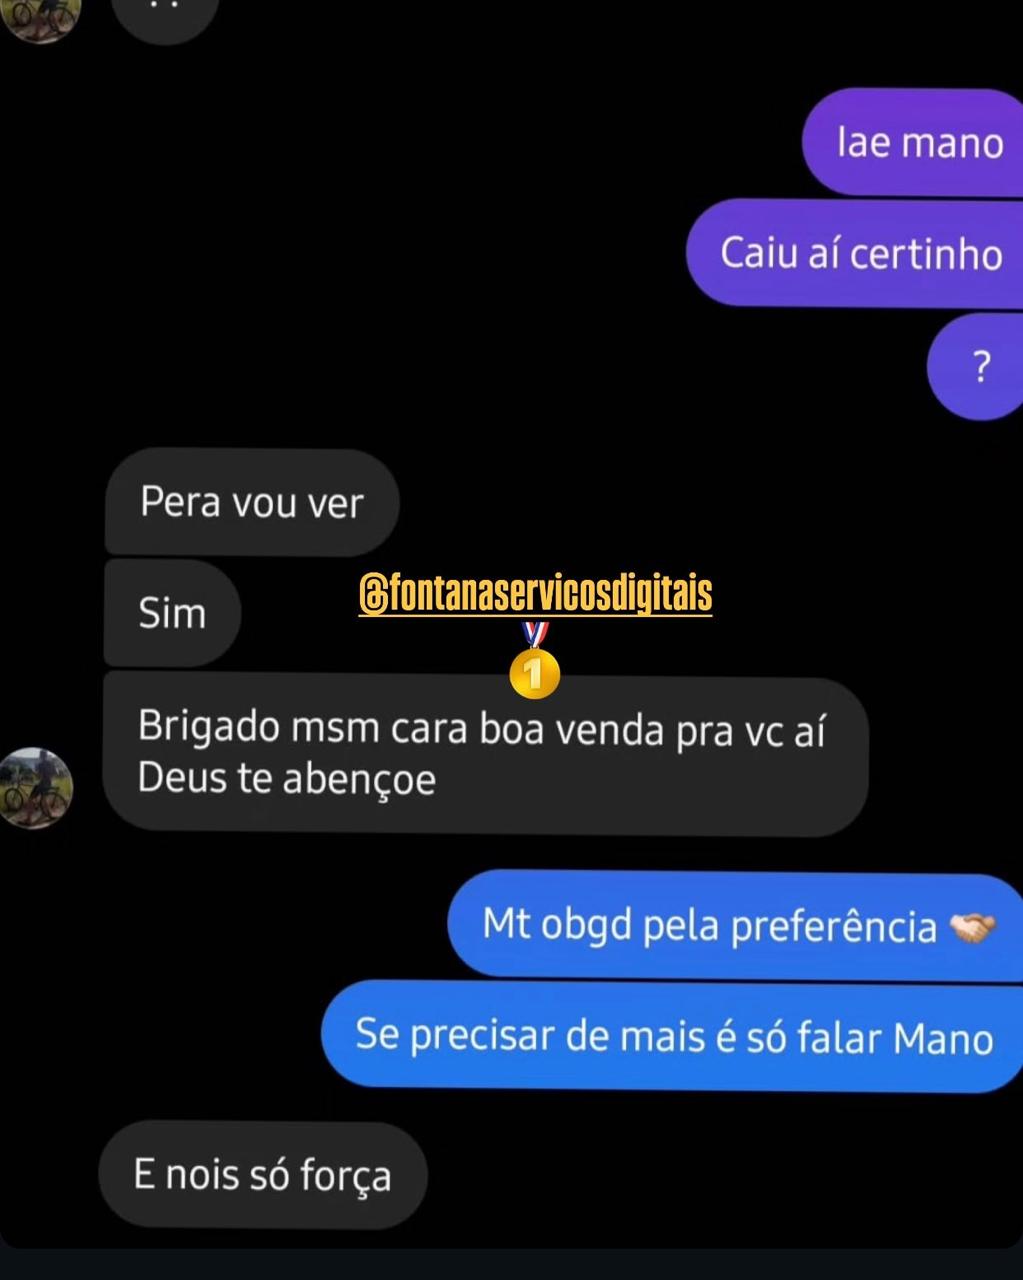 Iae mano
Caiu aí certinho
?
Pera vou ver
Sim
@fontanaservicosdigitais
1
Brigado msm cara boa venda pra vc aí
Deus te abençoe
Mt obgd pela preferência 🤝
Se precisar de mais é só falar Mano
E nois só força